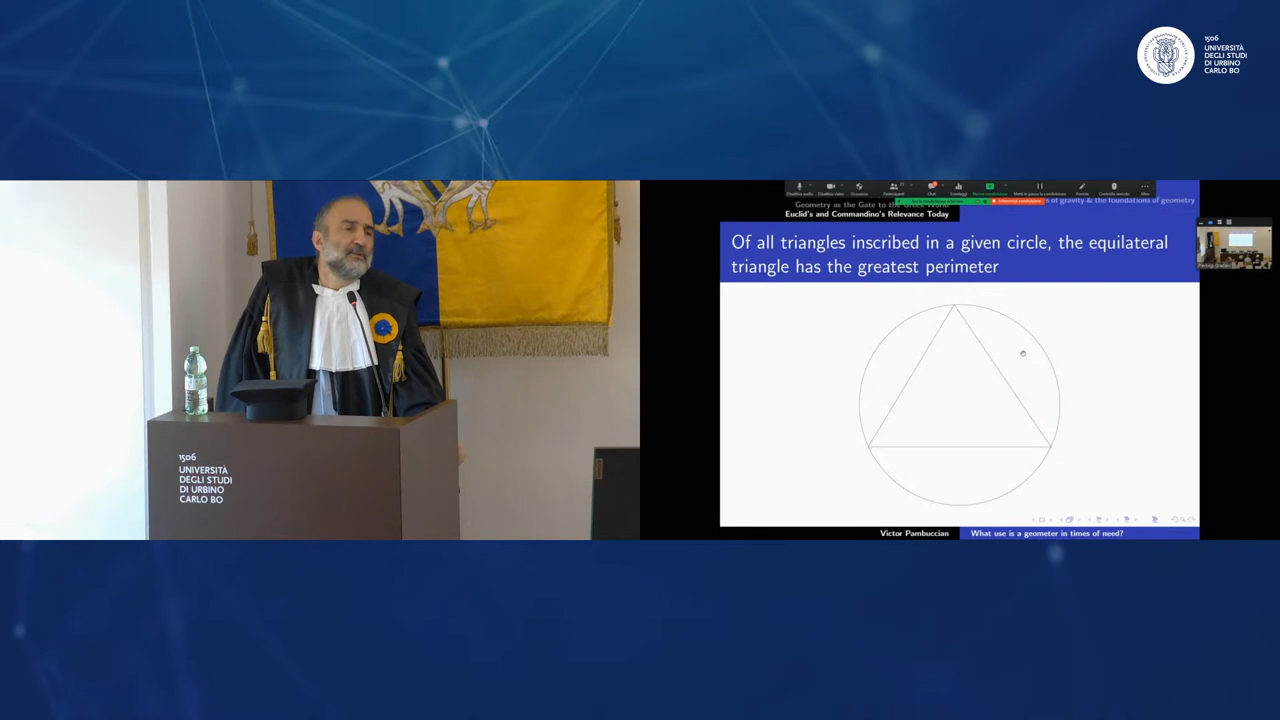 1506
UNIVERSITÀ
DEGLI STUDI
DI URBINO
CARLO BO
Geometry as the Gate to the Greek World
Euclid's and Commandino's Relevance Today
s of gravity & the foundations of geometry
Of all triangles inscribed in a given circle, the equilateral
triangle has the greatest perimeter
1506
UNIVERSITÀ
DEGLI STUDI
DI URBINO
CARLO BO
Victor Pambuccian
What use is a geometer in times of need?